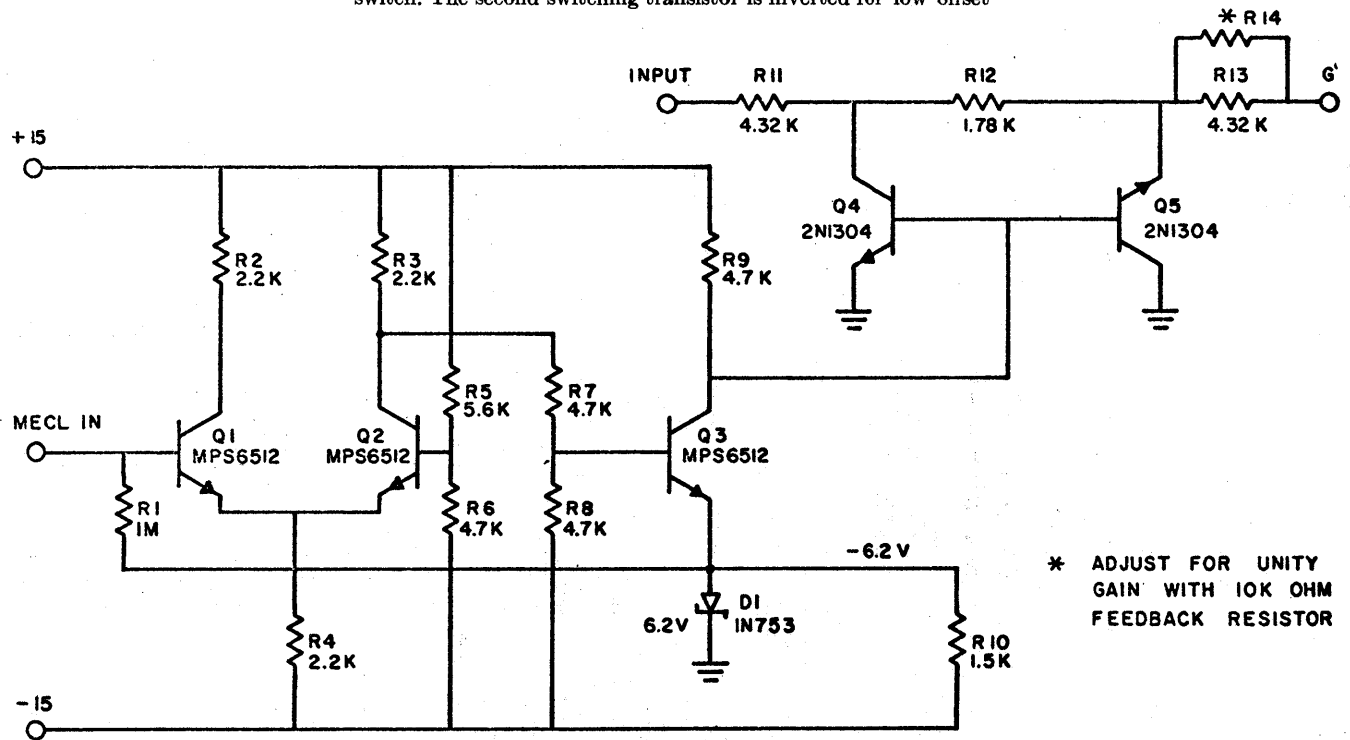 switch. The second switching transistor is inverted for low offset
* R14
INPUT
R11
4.32 K
R12
1.78 K
R13
4.32 K
G'
+15
R2
2.2K
R3
2.2K
R9
4.7 K
Q4
2N1304
Q5
2N1304
R5
5.6K
R7
4.7K
MECL IN
Q1
MPS6512
Q2
MPS6512
Q3
MPS6512
R1
1M
R6
4.7K
R8
4.7K
-6.2 V
R4
2.2K
6.2V
D1
1N753
R10
1.5K
-15
* ADJUST FOR UNITY
GAIN WITH 10K OHM
FEEDBACK RESISTOR